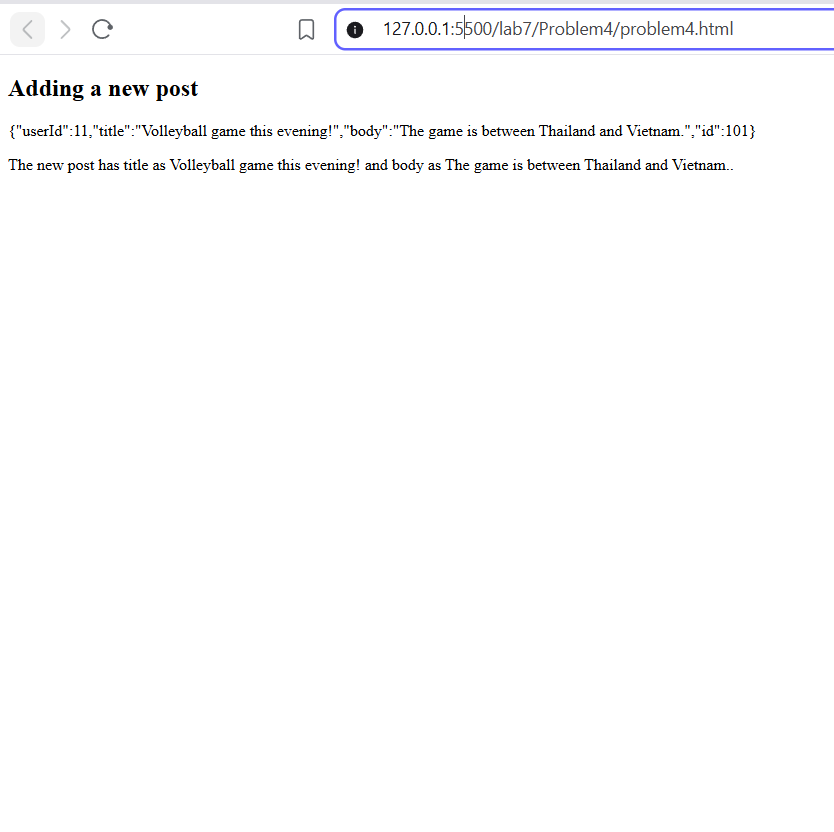 127.0.0.1:5500/lab7/Problem4/problem4.html
Adding a new post
{"userId":11,"title":"Volleyball game this evening!","body":"The game is between Thailand and Vietnam.","id":101}
The new post has title as Volleyball game this evening! and body as The game is between Thailand and Vietnam..